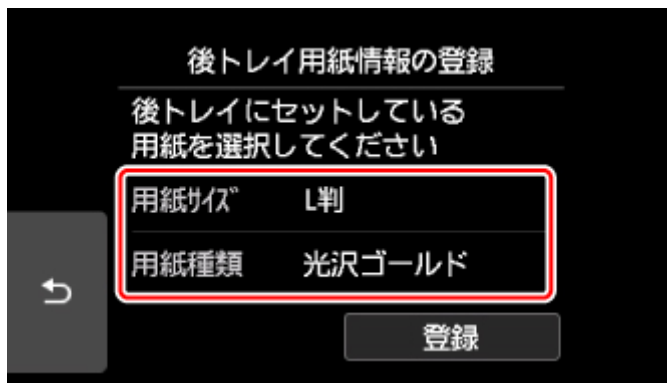 後トレイ用紙情報の登録
後トレイにセットしている
用紙を選択してください
用紙ｻｲｽﾞ L判
用紙種類 光沢ゴールド
登録